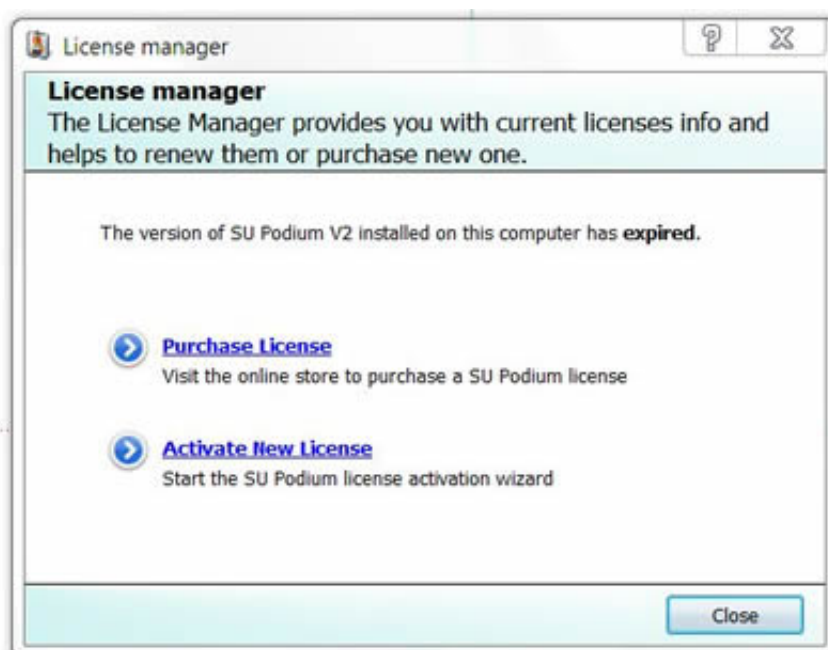 License manager
License manager
The License Manager provides you with current licenses info and
helps to renew them or purchase new one.
The version of SU Podium V2 installed on this computer has expired.
Purchase License
Visit the online store to purchase a SU Podium license
Activate New License
Start the SU Podium license activation wizard
Close